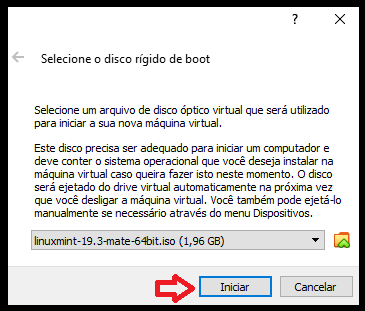 ?
Selecione o disco rígido de boot
Selecione um arquivo de disco óptico virtual que será utilizado
para iniciar a sua nova máquina virtual.
Este disco precisa ser adequado para iniciar um computador e
deve conter o sistema operacional que você deseja instalar na
máquina virtual caso queira fazer isto neste momento. O disco
será ejetado do drive virtual automaticamente na próxima vez
que você desligar a máquina virtual. Você também pode ejetá-lo
manualmente se necessário através do menu Dispositivos.
linuxmint-19.3-mate-64bit.iso (1,96 GB)
Iniciar Cancelar